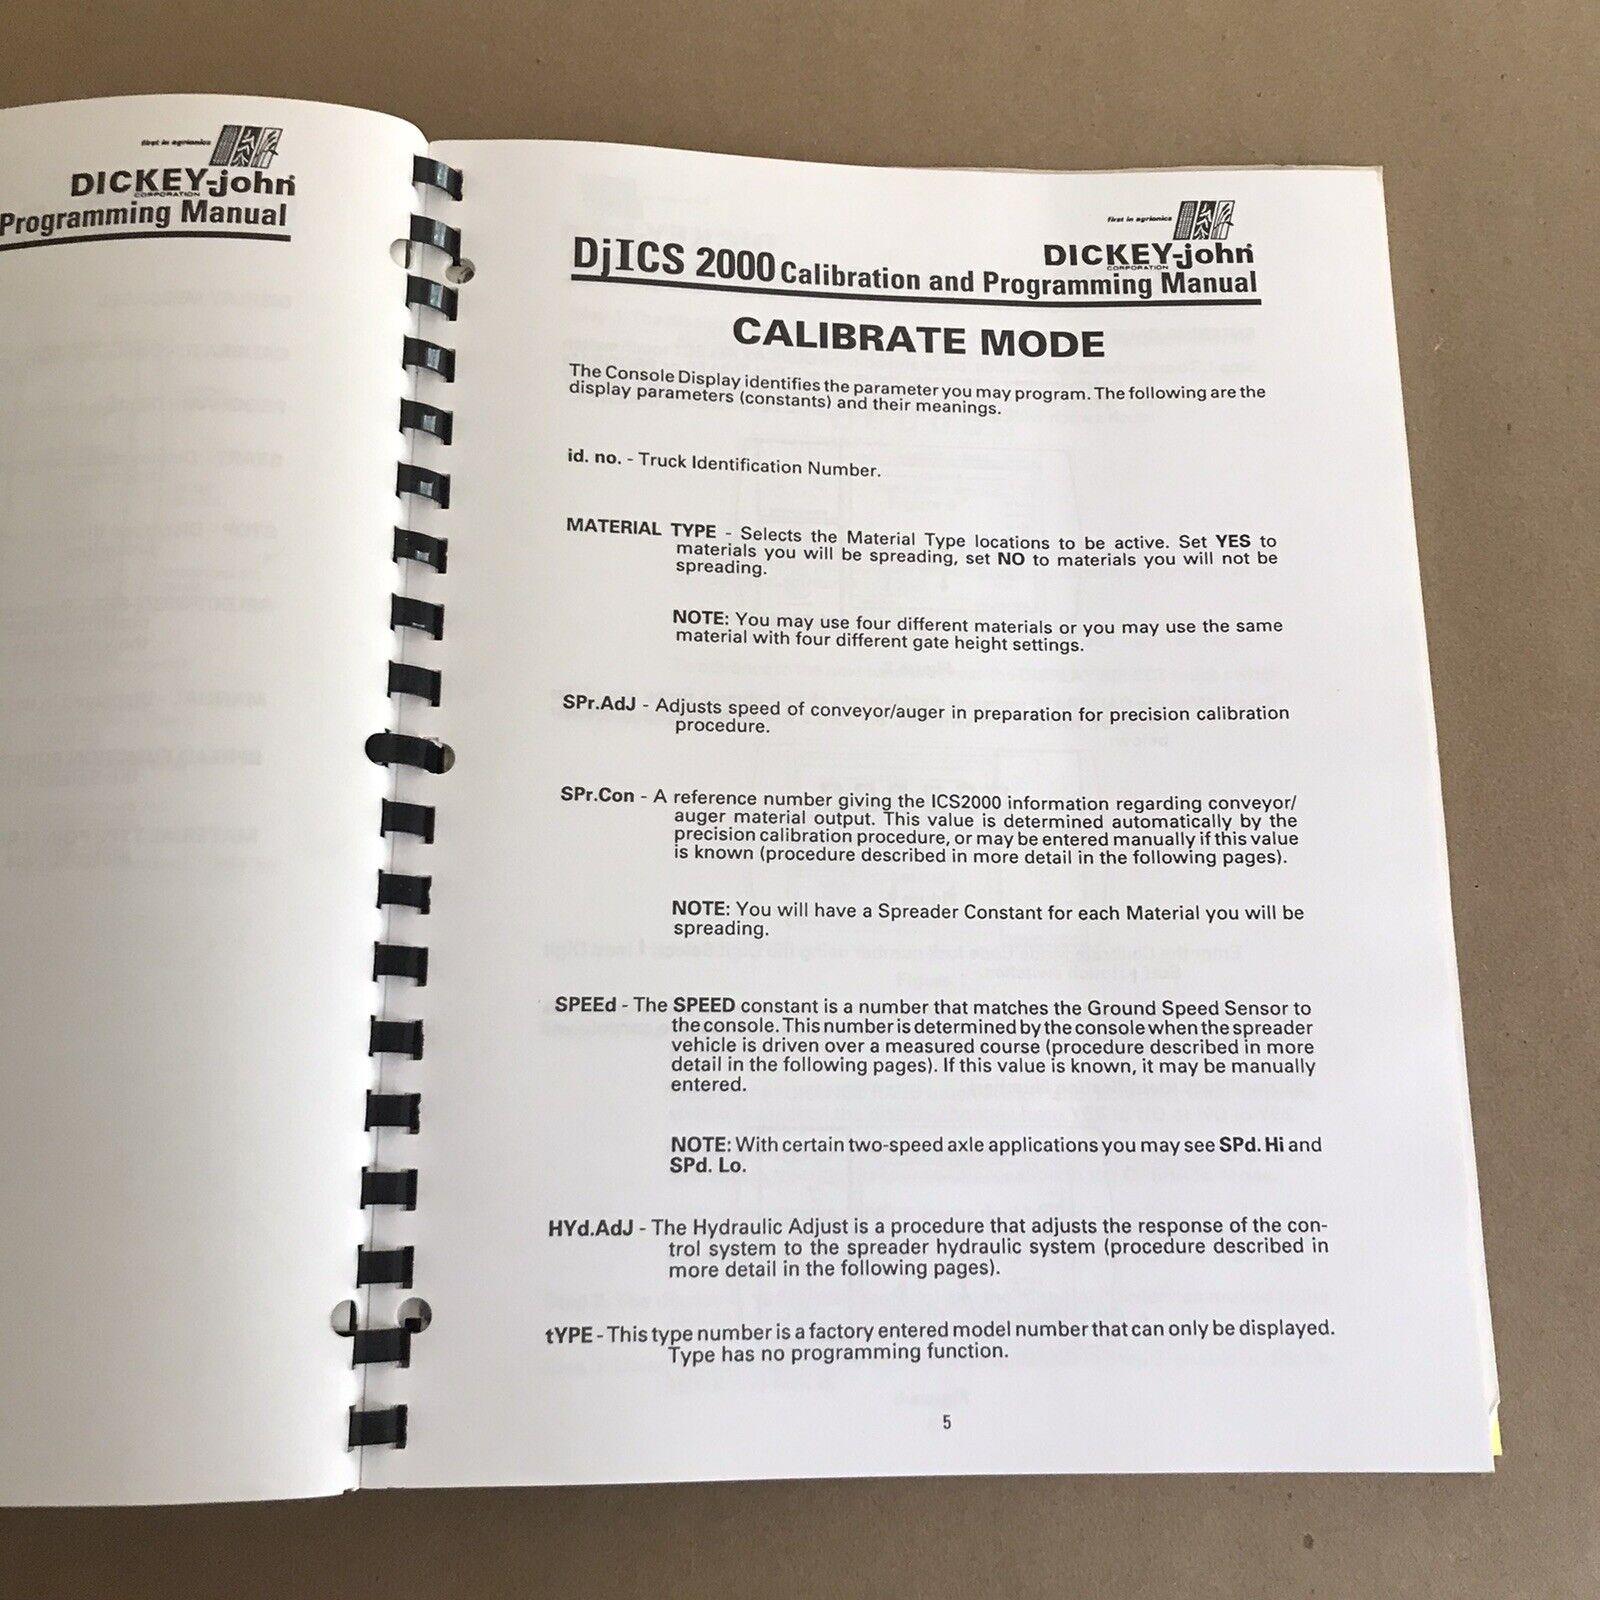 first in agrionics
DICKEY-john
CORPORATION
Programming Manual
first in agrionics
DICKEY-john
CORPORATION
DjICS 2000 Calibration and Programming Manual
CALIBRATE MODE
The Console Display identifies the parameter you may program. The following are the
display parameters (constants) and their meanings.
id. no. - Truck Identification Number.
MATERIAL TYPE - Selects the Material Type locations to be active. Set YES to
materials you will be spreading, set NO to materials you will not be
spreading.
NOTE: You may use four different materials or you may use the same
material with four different gate height settings.
SPr.AdJ - Adjusts speed of conveyor/auger in preparation for precision calibration
procedure.
SPr.Con - A reference number giving the ICS2000 information regarding conveyor/
auger material output. This value is determined automatically by the
precision calibration procedure, or may be entered manually if this value
is known (procedure described in more detail in the following pages).
NOTE: You will have a Spreader Constant for each Material you will be
spreading.
SPEEd - The SPEED constant is a number that matches the Ground Speed Sensor to
the console. This number is determined by the console when the spreader
vehicle is driven over a measured course (procedure described in more
detail in the following pages). If this value is known, it may be manually
entered.
NOTE: With certain two-speed axle applications you may see SPd. Hi and
SPd. Lo.
HYd.AdJ - The Hydraulic Adjust is a procedure that adjusts the response of the con-
trol system to the spreader hydraulic system (procedure described in
more detail in the following pages).
tYPE - This type number is a factory entered model number that can only be displayed.
Type has no programming function.
5